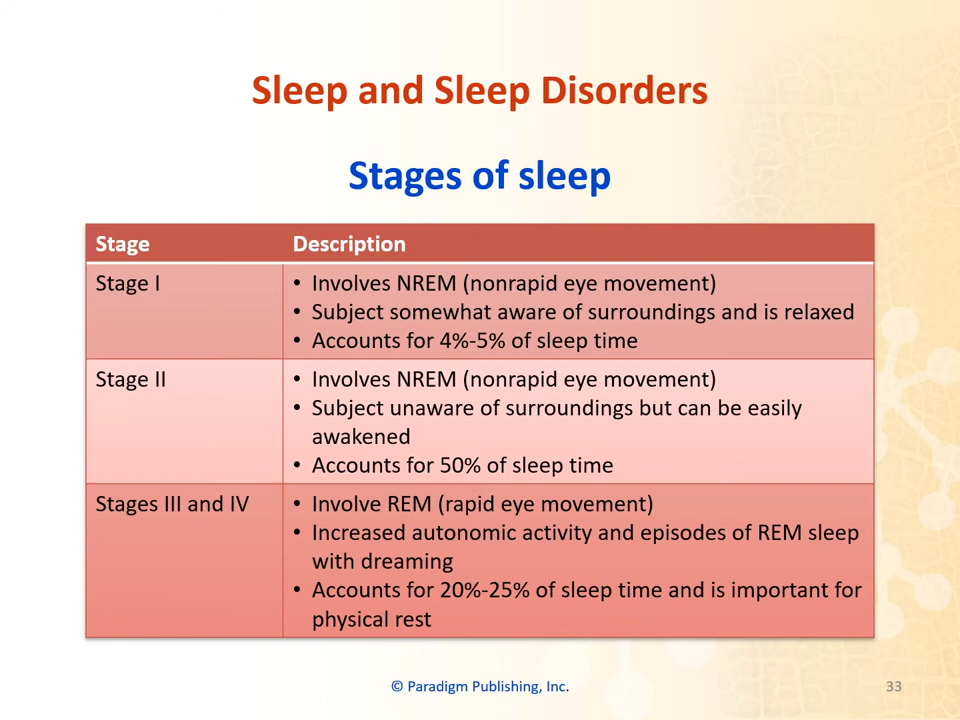 Sleep and Sleep Disorders
Stages of sleep
Stage Description
Stage I
• Involves NREM (nonrapid eye movement)
• Subject somewhat aware of surroundings and is relaxed
• Accounts for 4%-5% of sleep time
Stage II
• Involves NREM (nonrapid eye movement)
• Subject unaware of surroundings but can be easily
awakened
• Accounts for 50% of sleep time
Stages III and IV
• Involve REM (rapid eye movement)
• Increased autonomic activity and episodes of REM sleep
with dreaming
• Accounts for 20%-25% of sleep time and is important for
physical rest
© Paradigm Publishing, Inc.
33